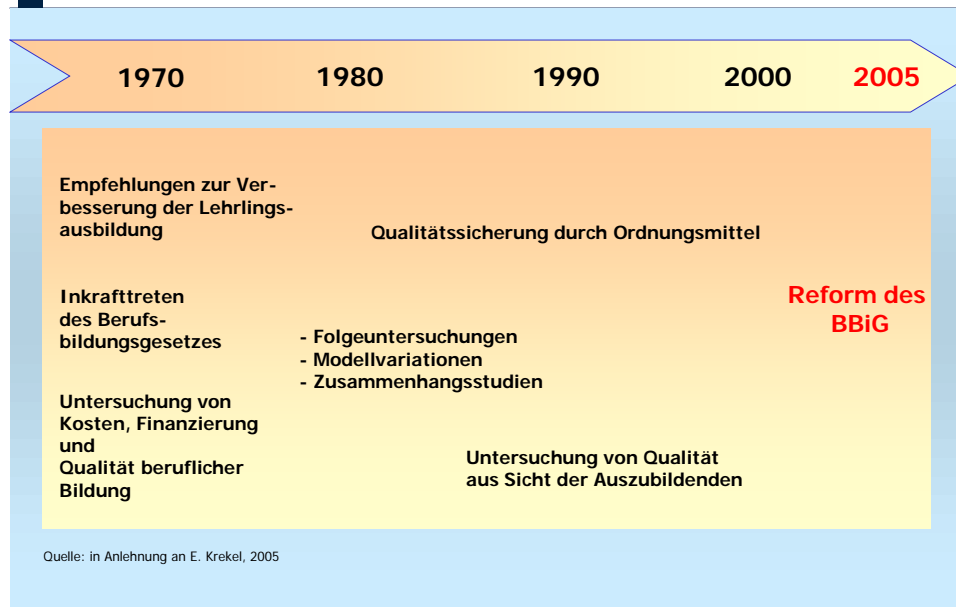 1970 1980 1990 2000 2005
Empfehlungen zur Ver-
besserung der Lehrlings-
ausbildung
Qualitätssicherung durch Ordnungsmittel
Inkrafttreten
des Berufs-
bildungsgesetzes
Reform des
BBiG
- Folgeuntersuchungen
- Modellvariationen
- Zusammenhangsstudien
Untersuchung von
Kosten, Finanzierung
und
Qualität beruflicher
Bildung
Untersuchung von Qualität
aus Sicht der Auszubildenden
Quelle: in Anlehnung an E. Krekel, 2005